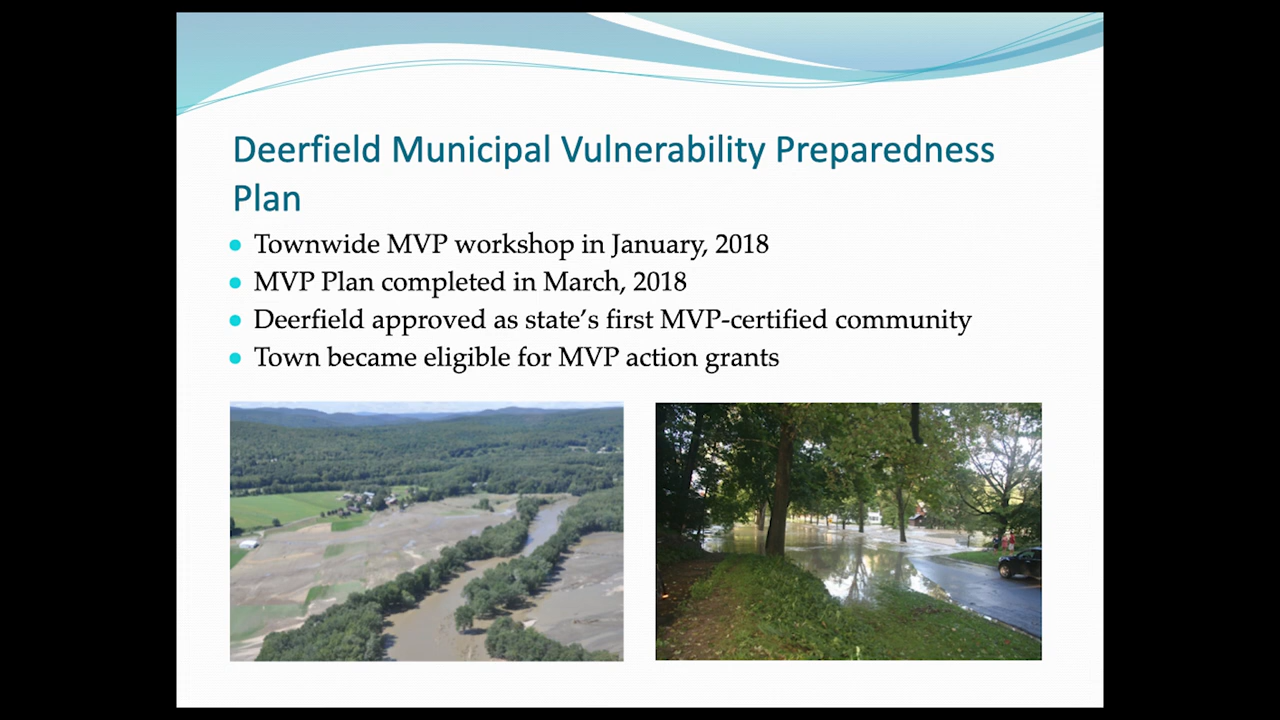 Deerfield Municipal Vulnerability Preparedness
Plan
Townwide MVP workshop in January, 2018
MVP Plan completed in March, 2018
Deerfield approved as state’s first MVP-certified community
Town became eligible for MVP action grants